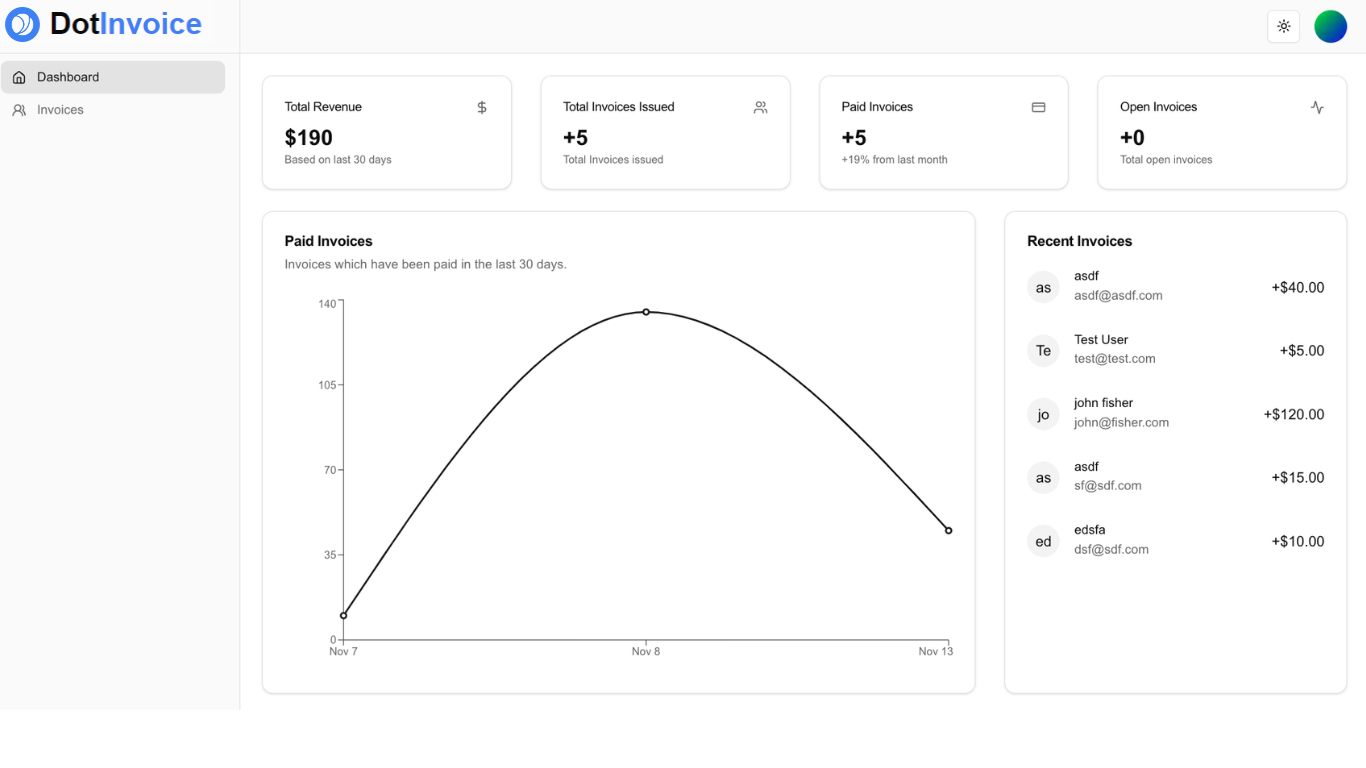 DotInvoice
Dashboard
Invoices
Total Revenue
$190
Based on last 30 days
Total Invoices Issued
+5
Total Invoices issued
Paid Invoices
+5
+19% from last month
Open Invoices
+0
Total open invoices
Paid Invoices
Invoices which have been paid in the last 30 days.
140
105
70
35
0
Nov 7
Nov 8
Nov 13
Recent Invoices
as
asdf
asdf@asdf.com
+$40.00
Te
Test User
test@test.com
+$5.00
jo
john fisher
john@fisher.com
+$120.00
as
asdf
sf@sdf.com
+$15.00
ed
edsfa
dsf@sdf.com
+$10.00